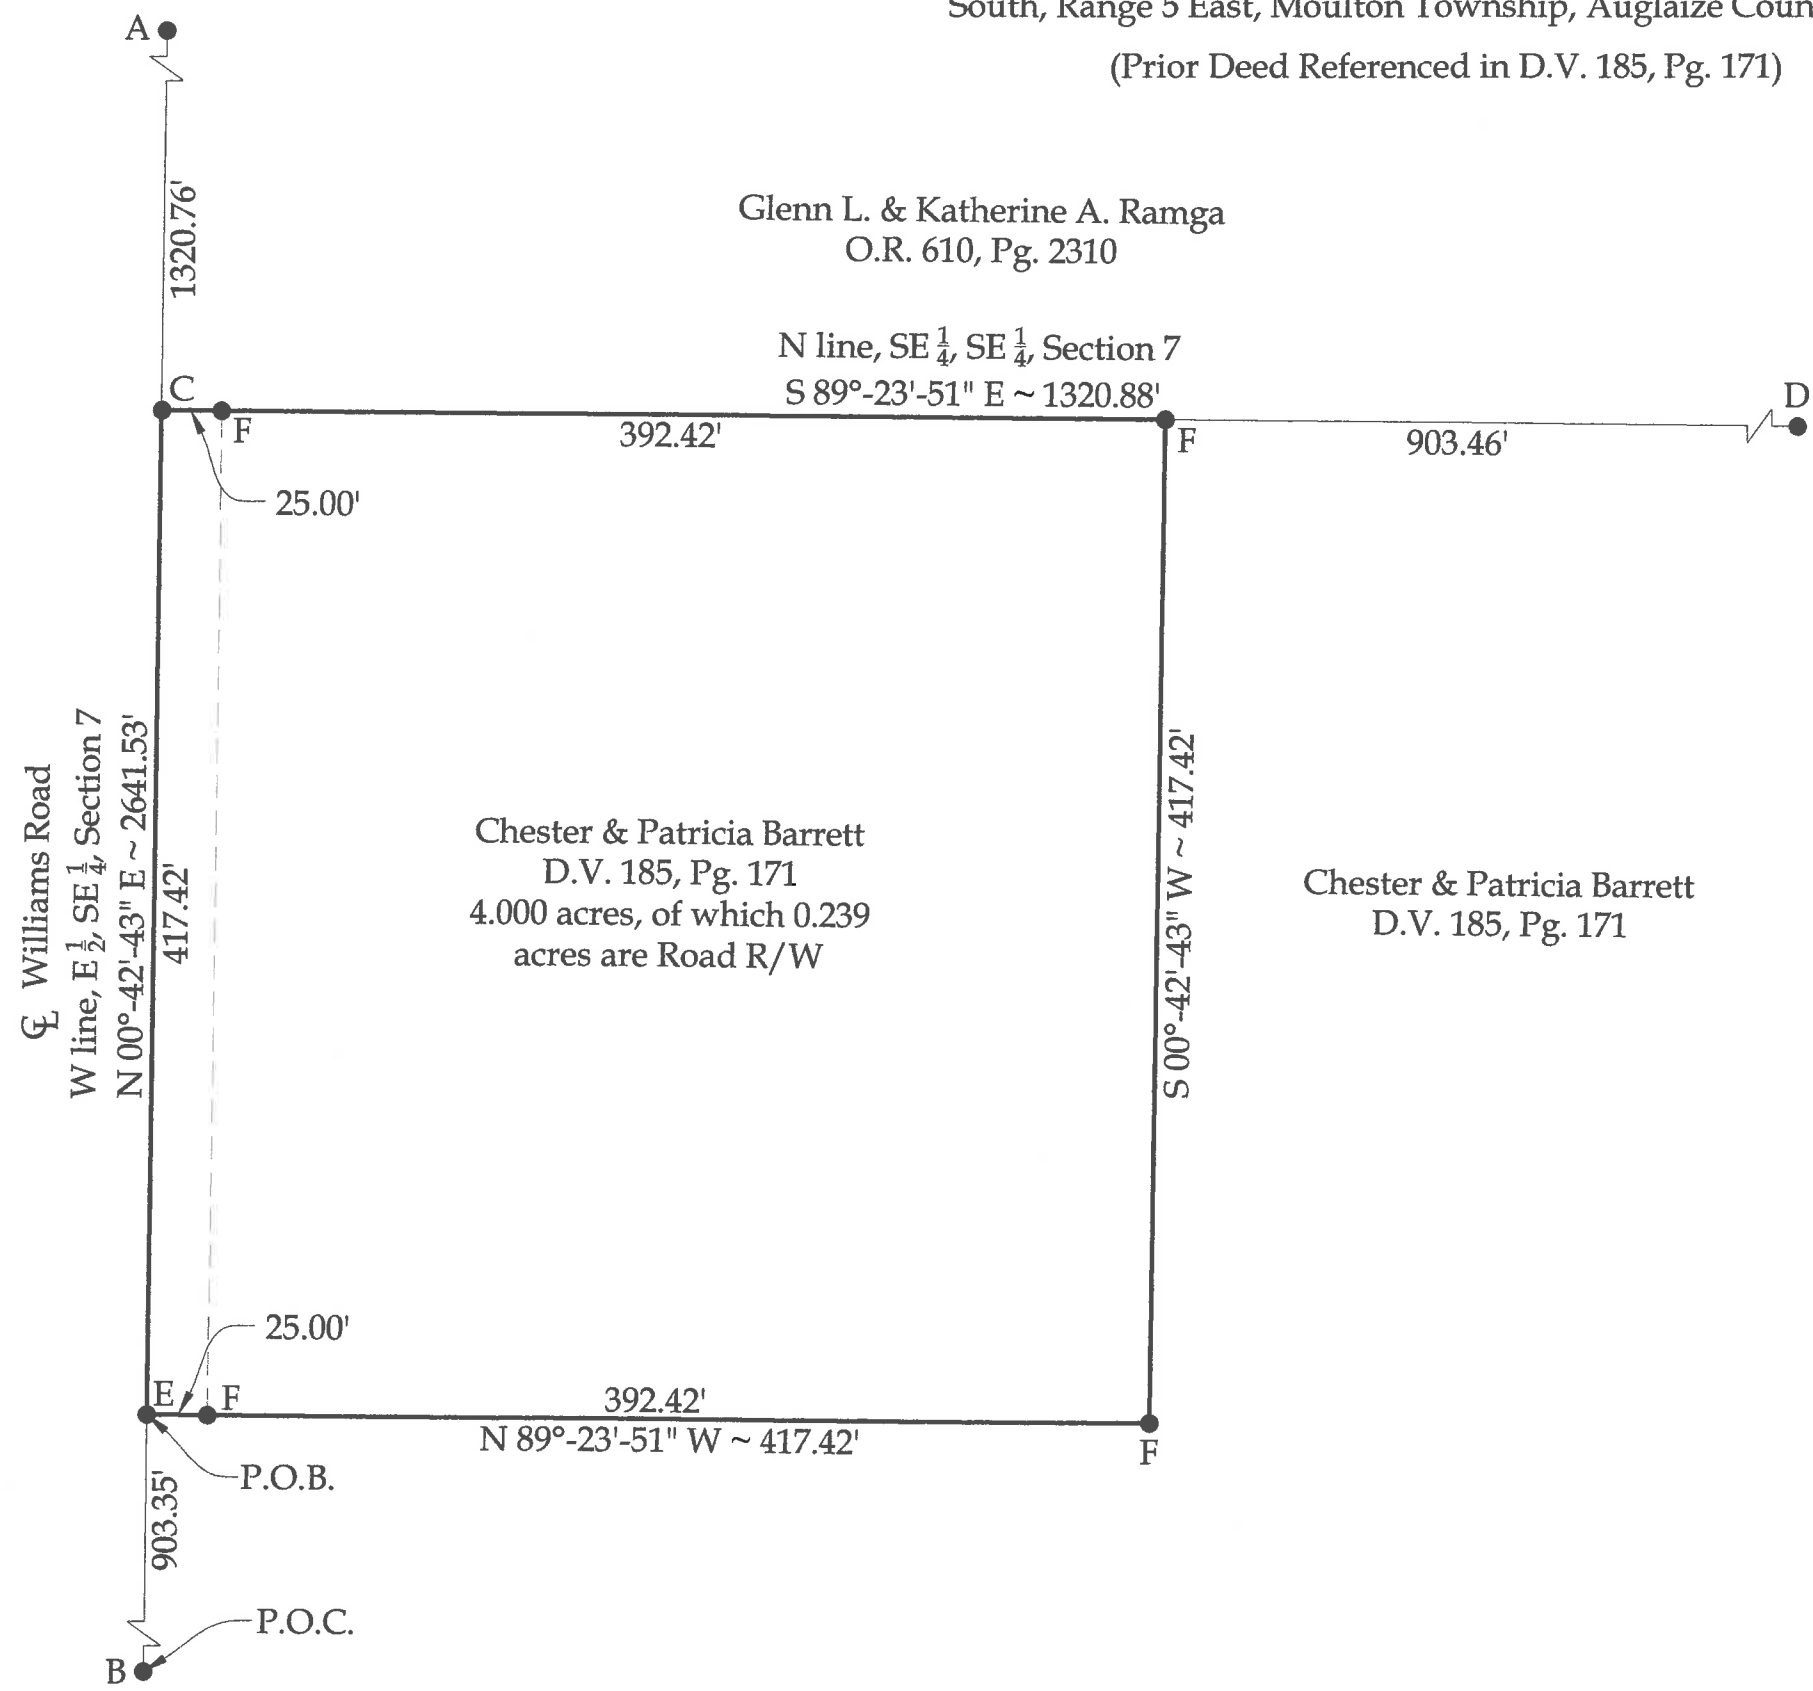 South, Range 5 East, Moulton Township, Auglaize Coun
(Prior Deed Referenced in D.V. 185, Pg. 171)
A
1320.76'
Glenn L. & Katherine A. Ramga
O.R. 610, Pg. 2310
N line, SE 1/4, SE 1/4, Section 7
S 89°-23'-51" E ~ 1320.88'
C
F
392.42'
F
903.46'
D
25.00'
℄ Williams Road
W line, E 1/2, SE 1/4, Section 7
N 00°-42'-43" E ~ 2641.53'
417.42'
Chester & Patricia Barrett
D.V. 185, Pg. 171
4.000 acres, of which 0.239
acres are Road R/W
S 00°-42'-43" W ~ 417.42'
Chester & Patricia Barrett
D.V. 185, Pg. 171
25.00'
E
F
392.42'
N 89°-23'-51" W ~ 417.42'
F
P.O.B.
903.35'
P.O.C.
B